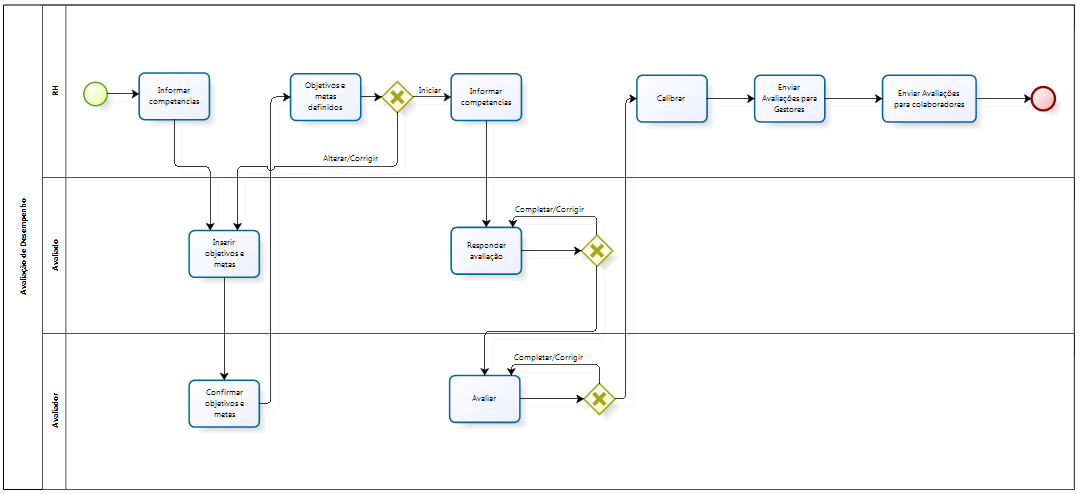 Avaliação de Desempenho
RH
Informar
competencias
Objetivos e
metas
definidos
Iniciar
Informar
competencias
Calibrar
Enviar
Avaliações para
Gestores
Enviar Avaliações
para colaboradores
Alterar/Corrigir
Avaliado
Inserir
objetivos e
metas
Completar/Corrigir
Responder
avaliação
Avaliador
Confirmar
objetivos e
metas
Completar/Corrigir
Avaliar